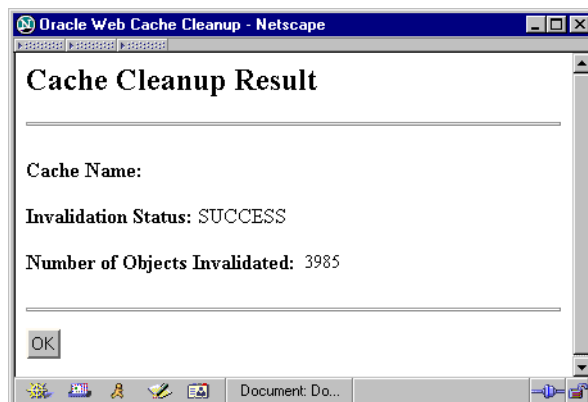 Oracle Web Cache Cleanup - Netscape
Cache Cleanup Result
Cache Name:
Invalidation Status: SUCCESS
Number of Objects Invalidated: 3985
OK
Document: Do...